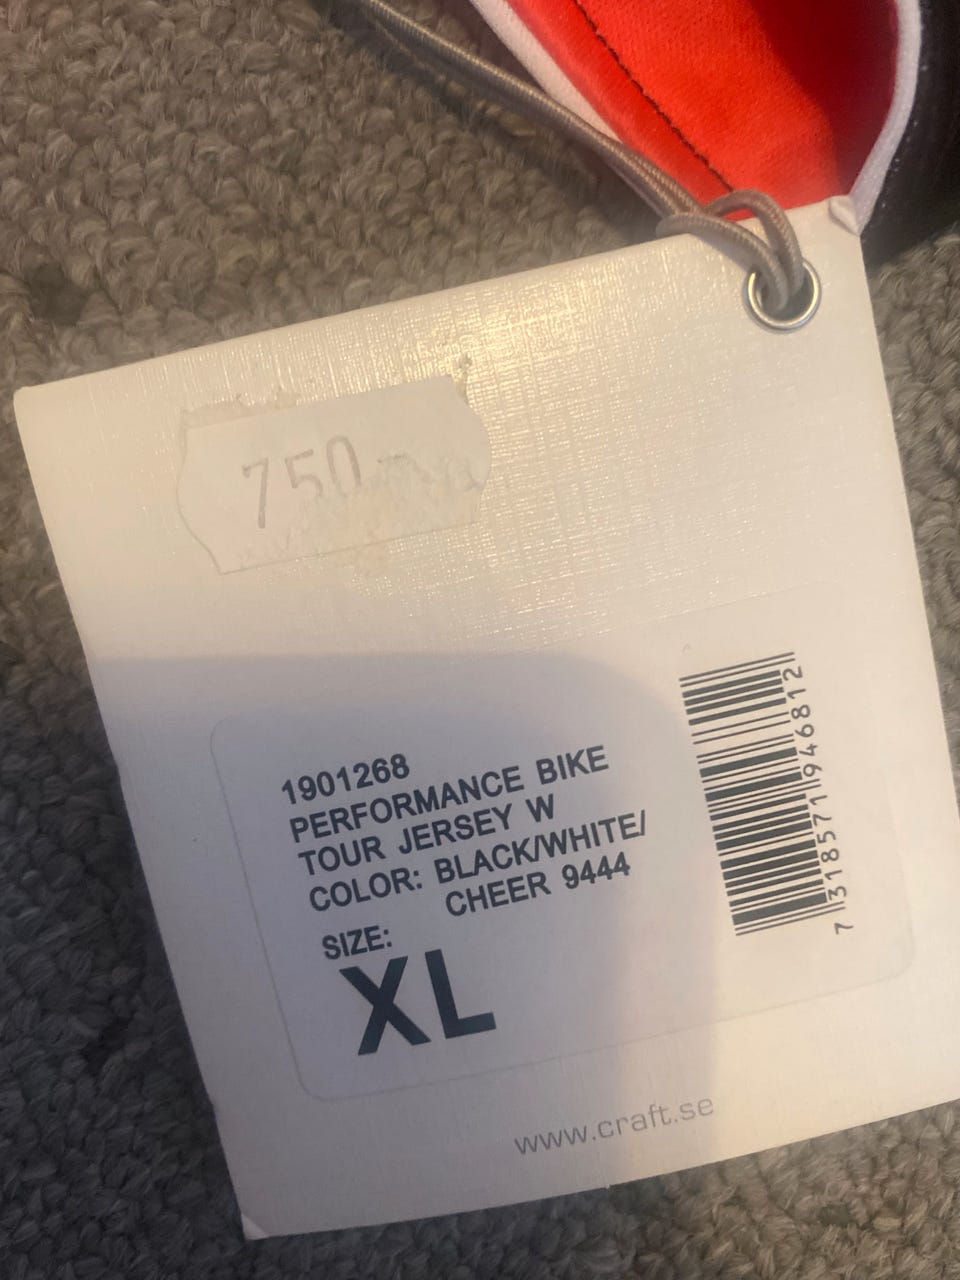 750
1901268
PERFORMANCE BIKE
TOUR JERSEY W
COLOR: BLACK/WHITE/
CHEER 9444
SIZE:
XL
7 318571 946812
www.craft.se